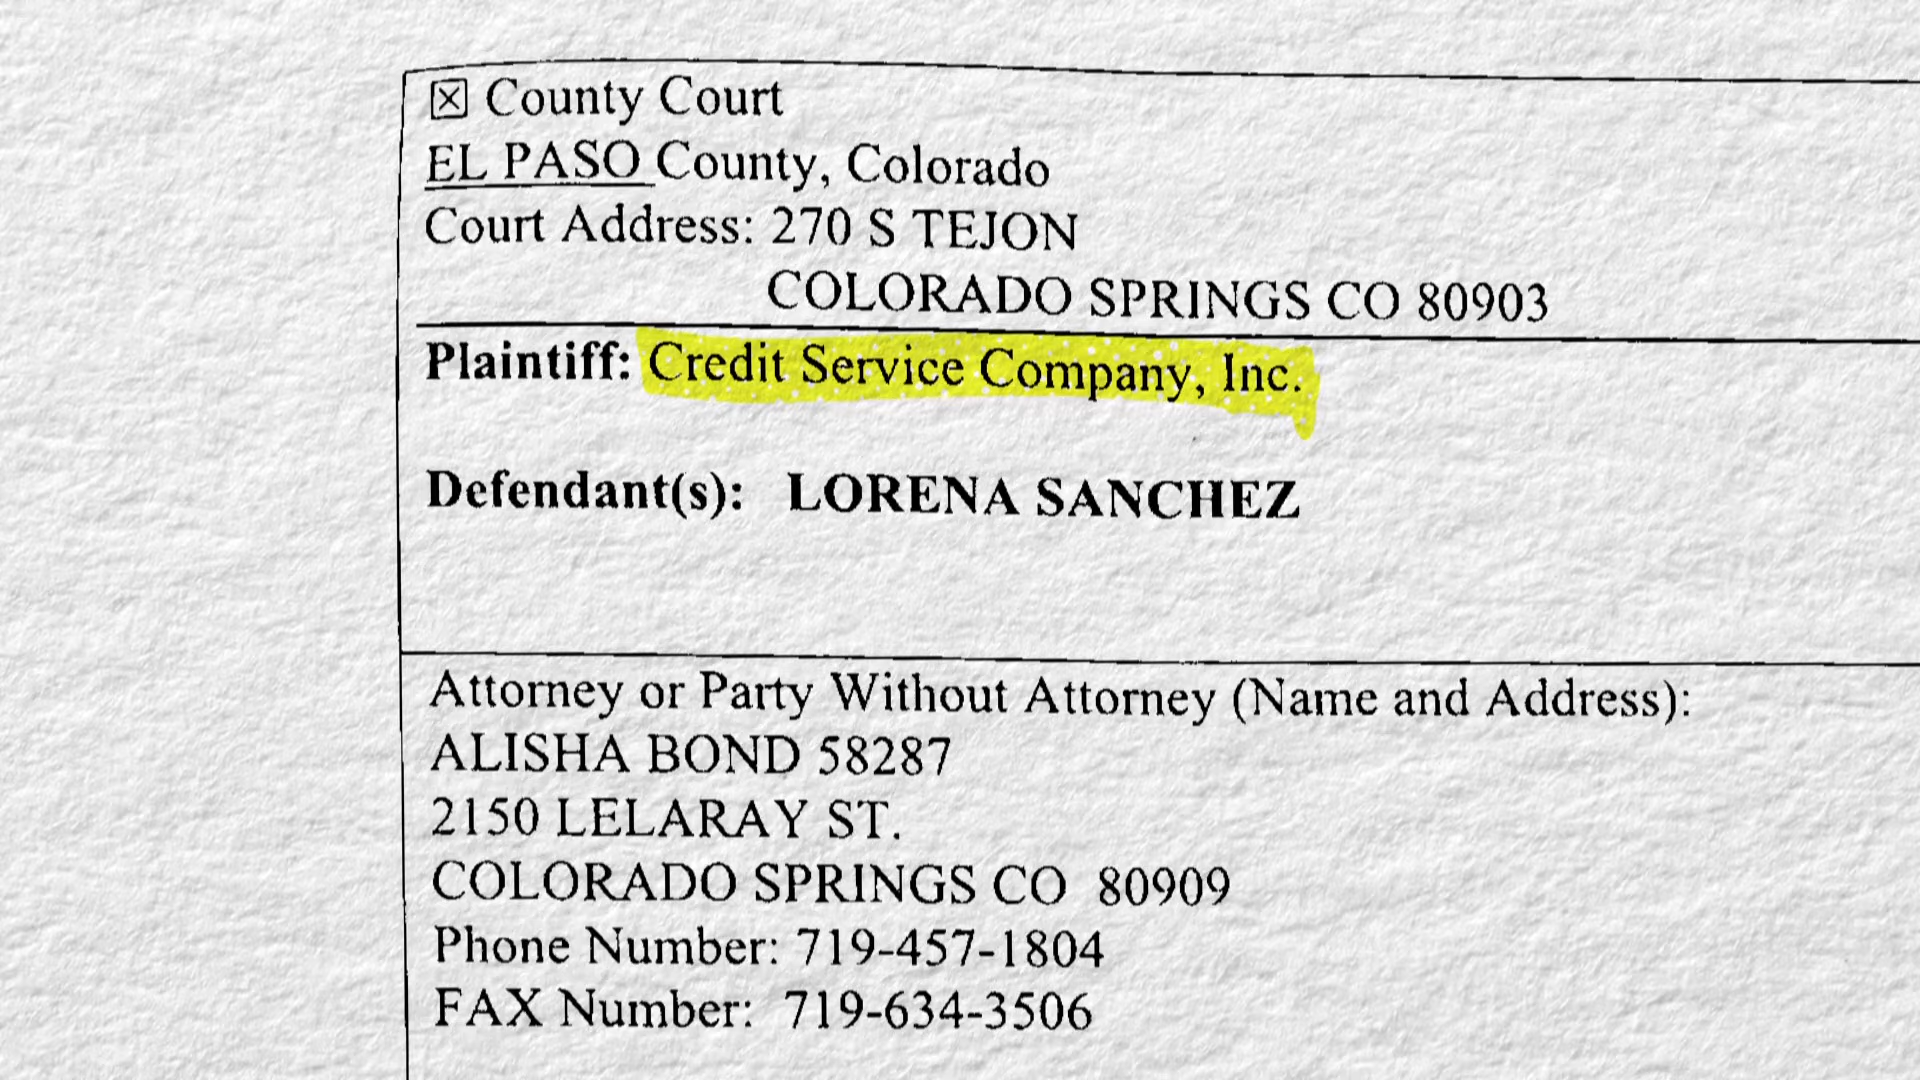 ☒ County Court
EL PASO County, Colorado
Court Address: 270 S TEJON
COLORADO SPRINGS CO 80903
Plaintiff: Credit Service Company, Inc.
Defendant(s): LORENA SANCHEZ
Attorney or Party Without Attorney (Name and Address):
ALISHA BOND 58287
2150 LELARAY ST.
COLORADO SPRINGS CO 80909
Phone Number: 719-457-1804
FAX Number: 719-634-3506